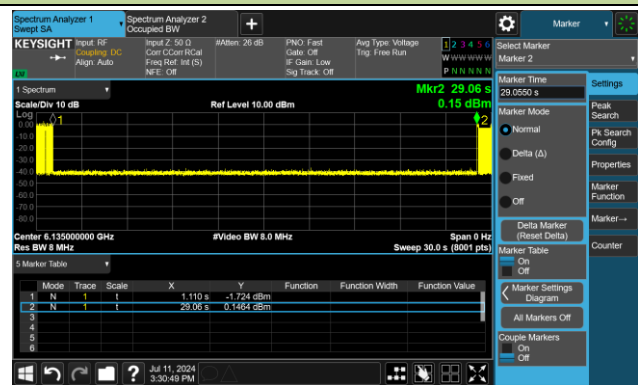 Spectrum Analyzer 1
Swept SA
Spectrum Analyzer 2
Occupied BW
Marker
KEYSIGHT
Input: RF
Coupling: DC
Align: Auto
Input Z: 50 Ω
Corr CCorr RCal
Freq Ref: Int (S)
NFE: Off
#Atten: 26 dB
PNO: Fast
Gate: Off
IF Gain: Low
Sig Track: Off
Avg Type: Voltage
Trig: Free Run
1 2 3 4 5 6
W W W W W W
P N N N N N
Select Marker
Marker 2
1 Spectrum
Scale/Div 10 dB
Log
Ref Level 10.00 dBm
Mkr2 29.06 s
0.15 dBm
0.00
-10.0
-20.0
-30.0
-40.0
-50.0
-60.0
-70.0
-80.0
1
2
Center 6.135000000 GHz
Res BW 8 MHz
#Video BW 8.0 MHz
Span 0 Hz
Sweep 30.0 s (8001 pts)
5 Marker Table
Mode Trace Scale X Y Function Function Width Function Value
1 N 1 t 1.110 s -1.724 dBm
2 N 1 t 29.06 s 0.1464 dBm
3
4
5
6
Marker Time
29.0550 s
Marker Mode
Normal
Delta (Δ)
Fixed
Off
Delta Marker
(Reset Delta)
Marker Table
On
Off
Marker Settings
Diagram
All Markers Off
Couple Markers
On
Off
Settings
Peak
Search
Pk Search
Config
Properties
Marker
Function
Marker→
Counter
Jul 11, 2024
3:30:49 PM